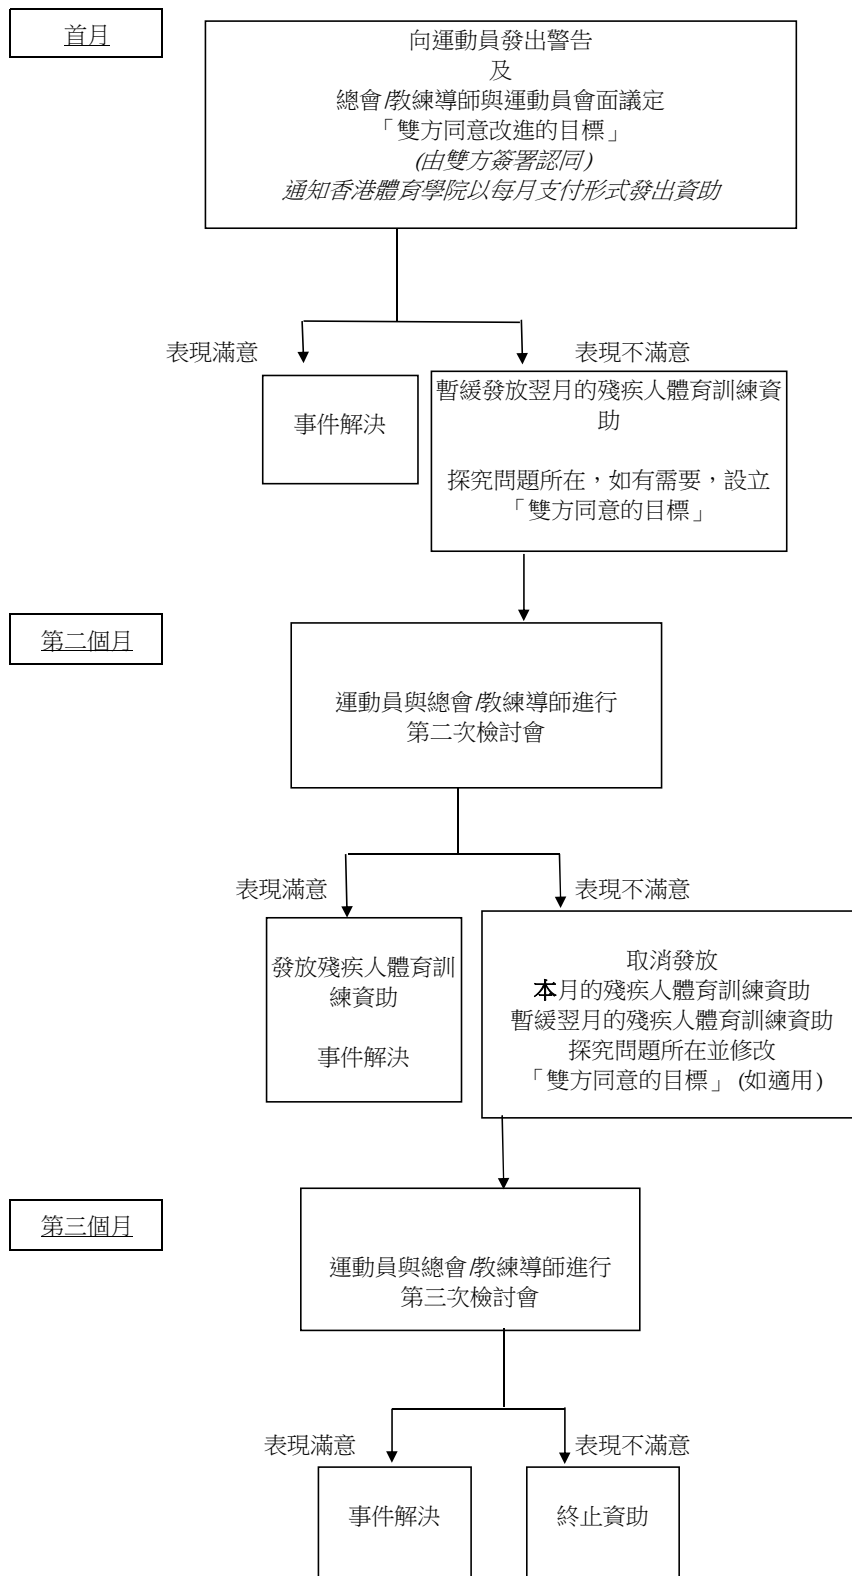 首月
向運動員發出警告
及
總會/教練導師與運動員會面議定
「雙方同意改進的目標」
(由雙方簽署認同)
通知香港體育學院以每月支付形式發出資助
表現滿意
表現不滿意
事件解決
暫緩發放翌月的殘疾人體育訓練資
助
探究問題所在，如有需要，設立
「雙方同意的目標」
第二個月
運動員與總會/教練導師進行
第二次檢討會
表現滿意
表現不滿意
發放殘疾人體育訓
練資助
事件解決
取消發放
本月的殘疾人體育訓練資助
暫緩翌月的殘疾人體育訓練資助
探究問題所在並修改
「雙方同意的目標」(如適用)
第三個月
運動員與總會/教練導師進行
第三次檢討會
表現滿意
表現不滿意
事件解決
終止資助